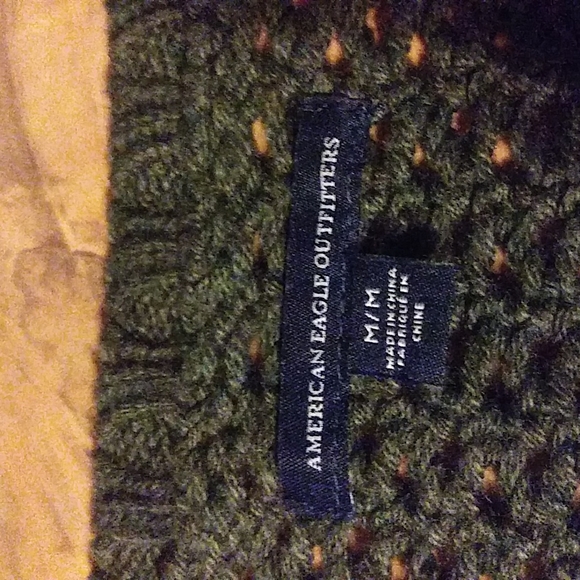 AMERICAN EAGLE OUTFITTERS
M/M
MADE IN CHINA
FABRIQUÉ EN
CHINE